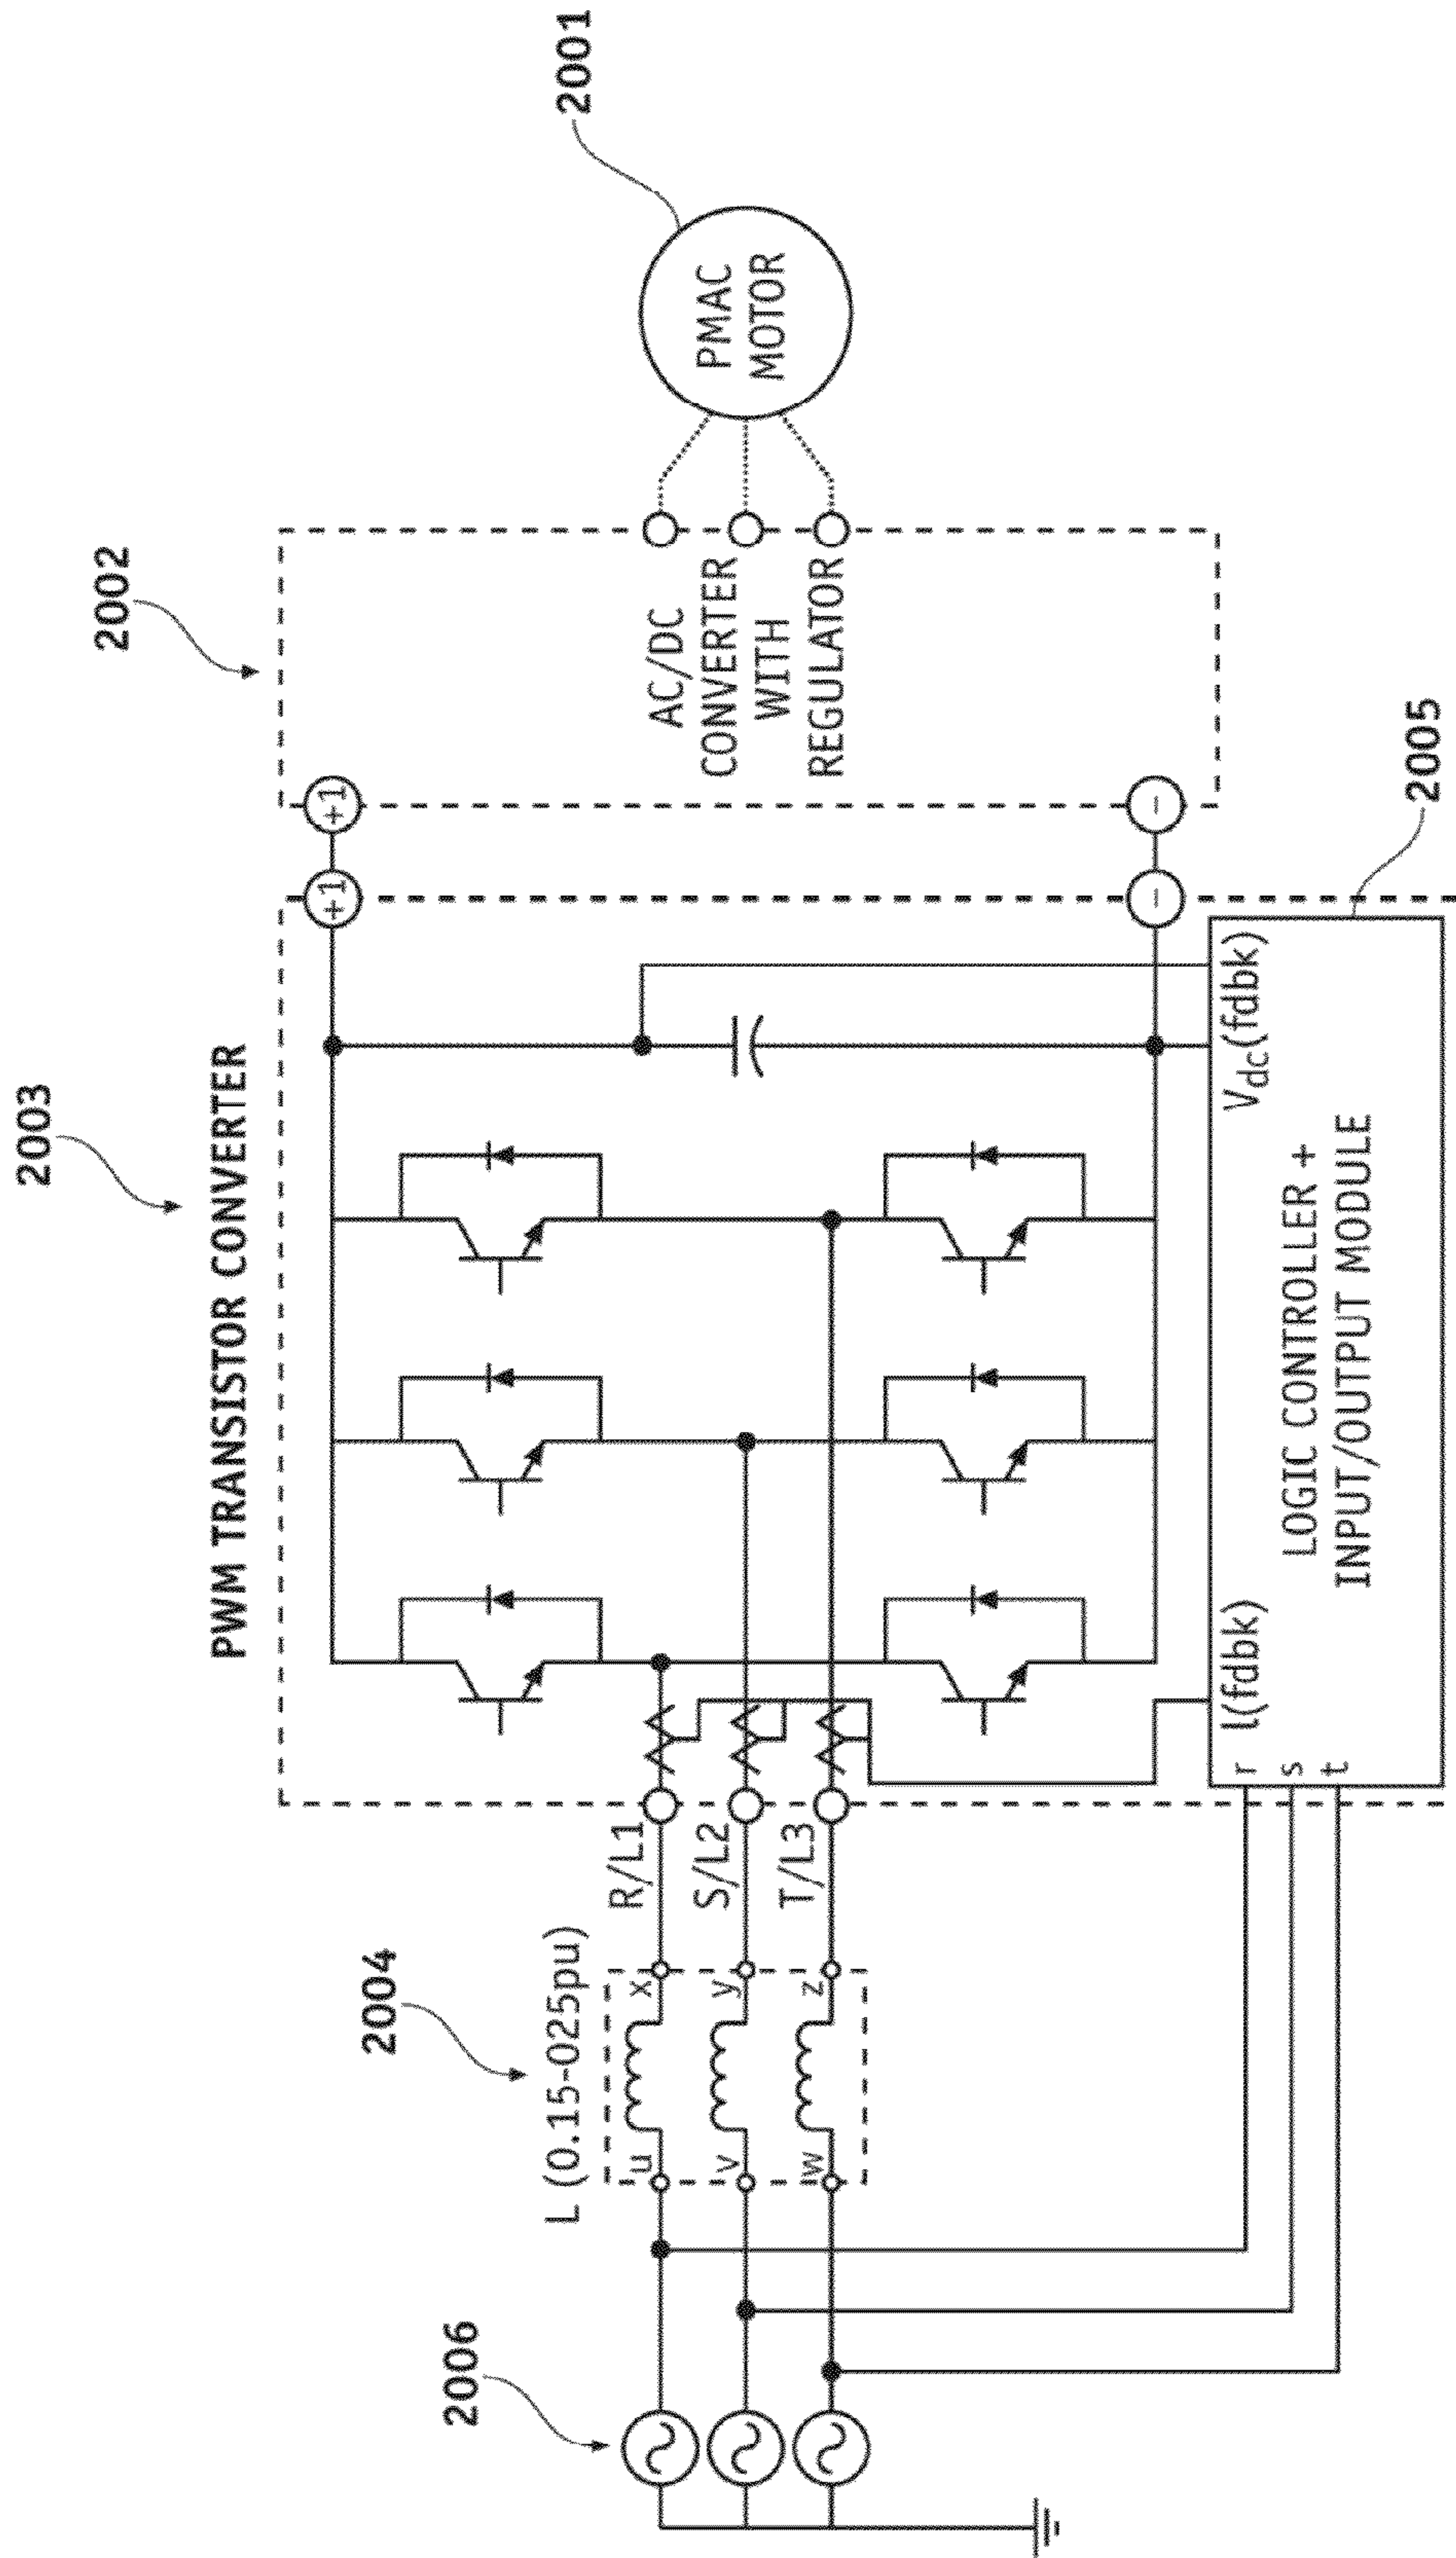 2003
PWM TRANSISTOR CONVERTER
2002
2001
2004
L (0.15-025pu)
2006
u
x
R/L1
v
y
S/L2
w
z
T/L3
+1
+1
−
−
AC/DC
CONVERTER
WITH
REGULATOR
PMAC
MOTOR
r
s
t
l(fdbk)
Vdc(fdbk)
LOGIC CONTROLLER +
INPUT/OUTPUT MODULE
2005